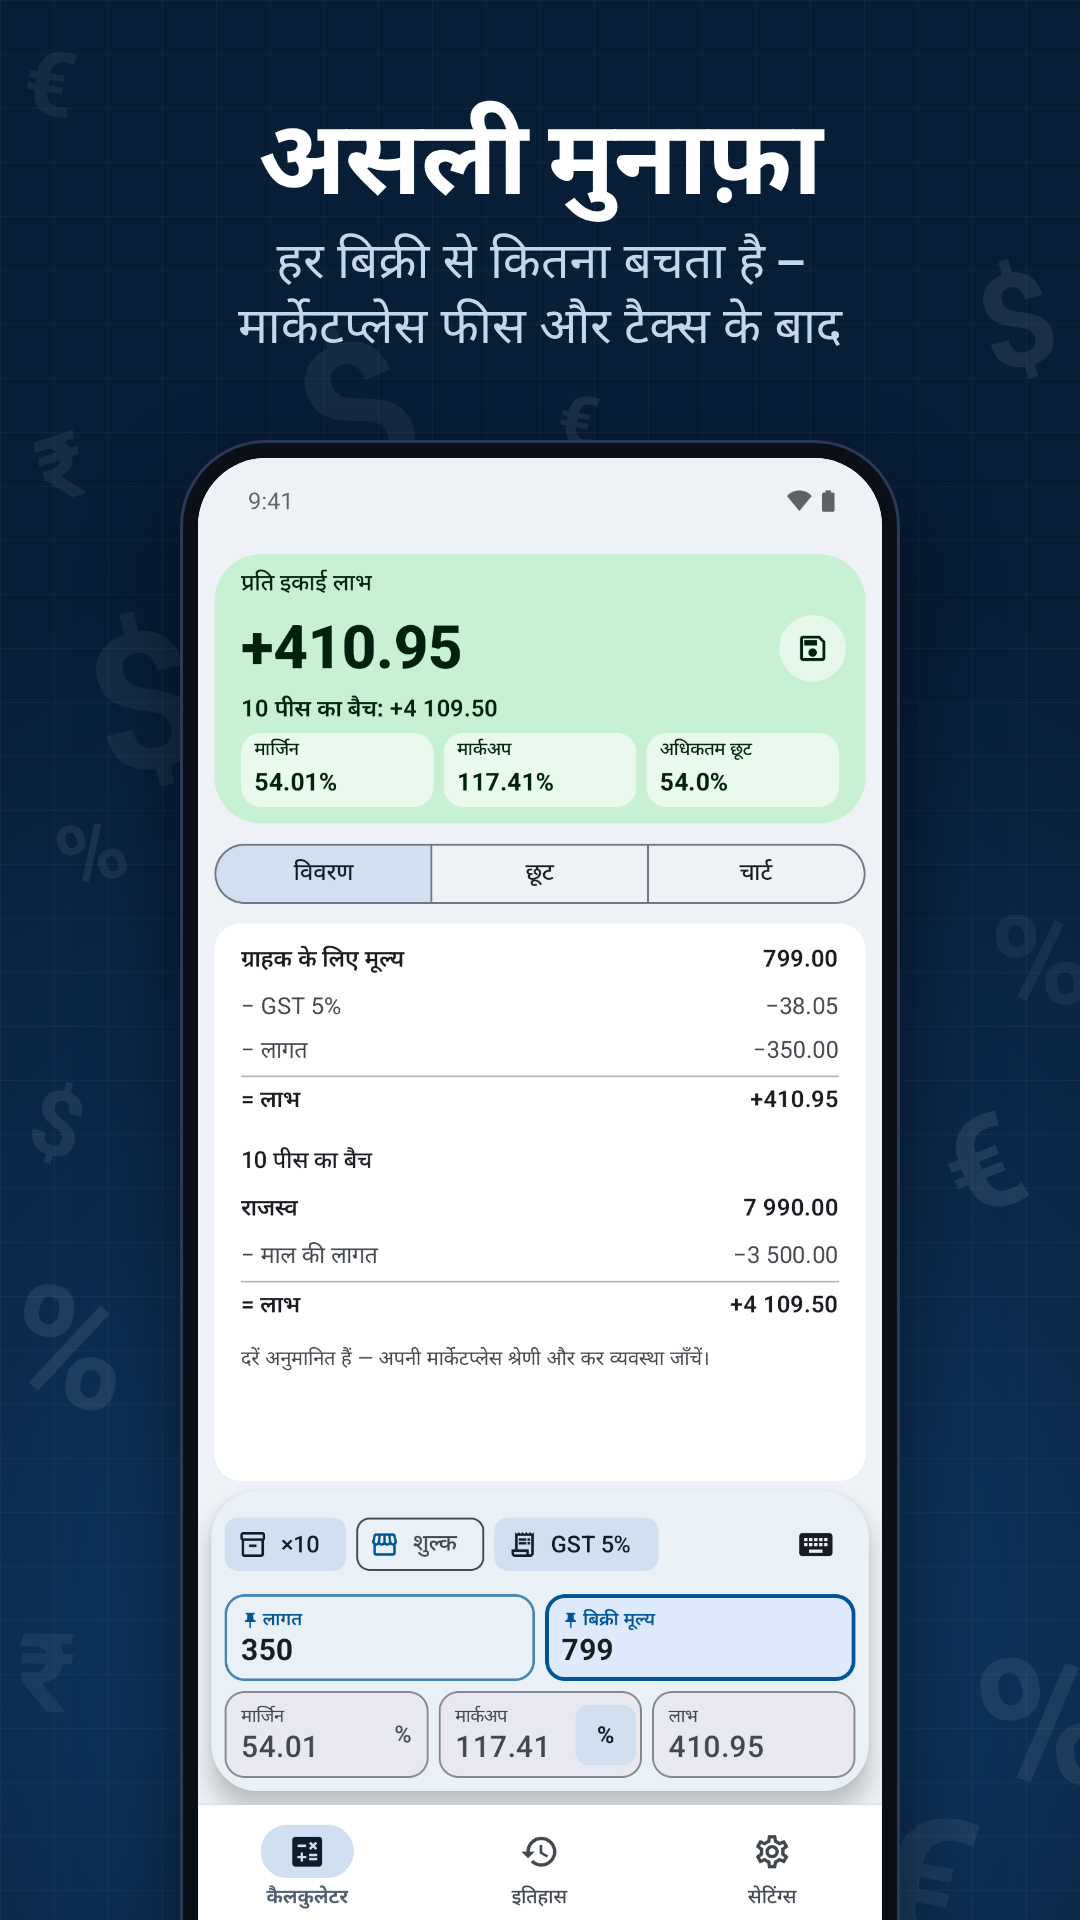 असली मुनाफ़ा
हर बिक्री से कितना बचता है –
मार्केटप्लेस फीस और टैक्स के बाद
9:41
प्रति इकाई लाभ
+410.95
10 पीस का बैच: +4 109.50
मार्जिन
54.01%
मार्कअप
117.41%
अधिकतम छूट
54.0%
विवरण
छूट
चार्ट
ग्राहक के लिए मूल्य 799.00
− GST 5% −38.05
− लागत −350.00
= लाभ +410.95
10 पीस का बैच
राजस्व 7 990.00
− माल की लागत −3 500.00
= लाभ +4 109.50
दरें अनुमानित हैं — अपनी मार्केटप्लेस श्रेणी और कर व्यवस्था जाँचें।
×10
शुल्क
GST 5%
लागत
350
बिक्री मूल्य
799
मार्जिन
54.01 %
मार्कअप
117.41 %
लाभ
410.95
कैलकुलेटर
इतिहास
सेटिंग्स